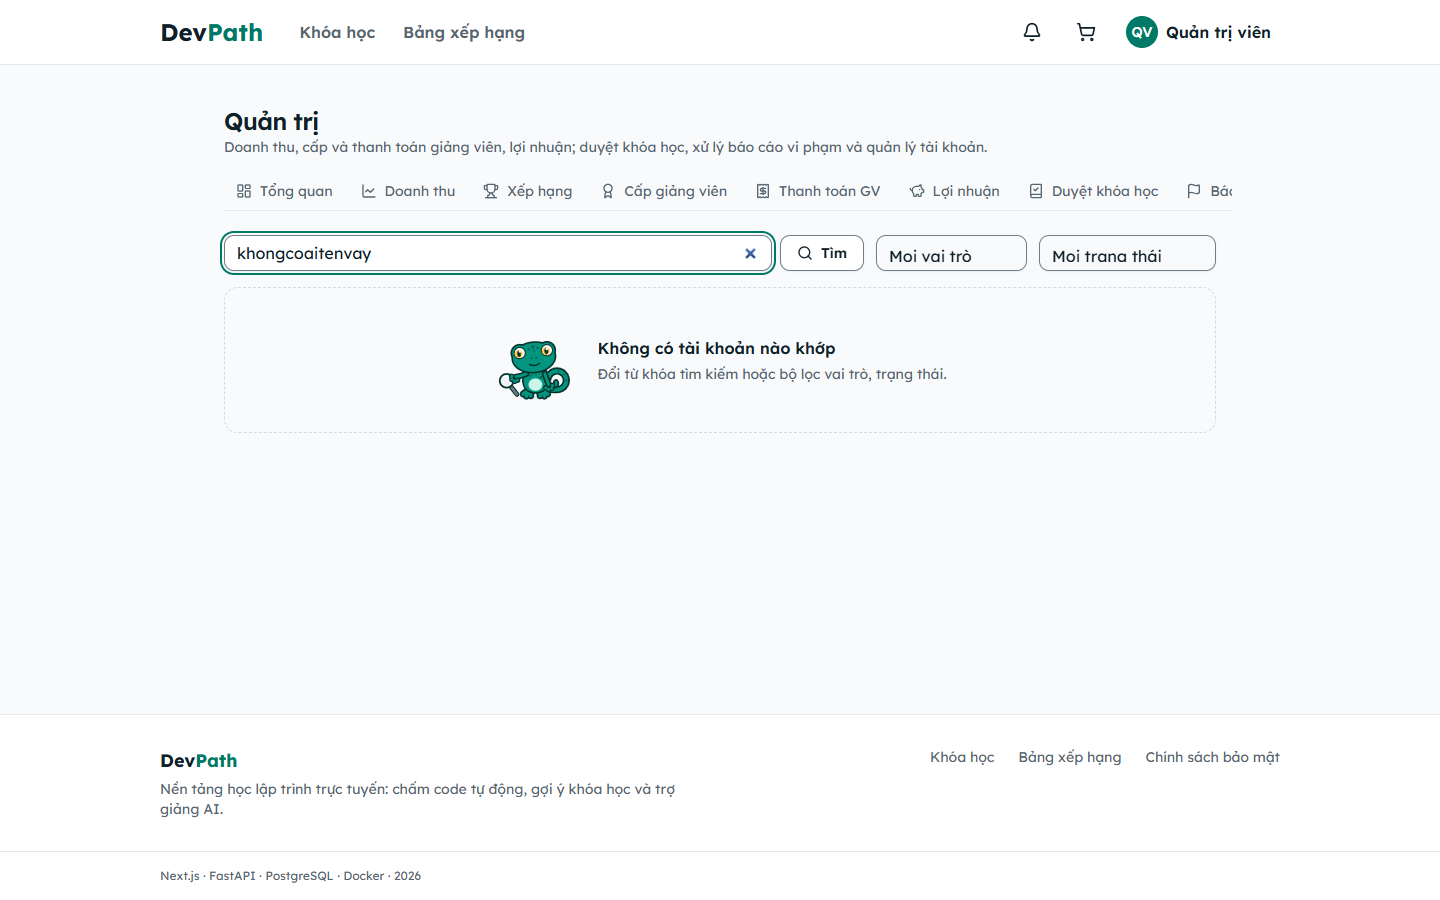 DevPath
Khóa học
Bảng xếp hạng
QV
Quản trị viên
Quản trị
Doanh thu, cấp và thanh toán giảng viên, lợi nhuận; duyệt khóa học, xử lý báo cáo vi phạm và quản lý tài khoản.
Tổng quan
Doanh thu
Xếp hạng
Cấp giảng viên
Thanh toán GV
Lợi nhuận
Duyệt khóa học
khongcoaitenvay
Tìm
Mọi vai trò
Mọi trạng thái
Không có tài khoản nào khớp
Đổi từ khóa tìm kiếm hoặc bộ lọc vai trò, trạng thái.
DevPath
Nền tảng học lập trình trực tuyến: chấm code tự động, gợi ý khóa học và trợ
giảng AI.
Khóa học
Bảng xếp hạng
Chính sách bảo mật
Next.js · FastAPI · PostgreSQL · Docker · 2026